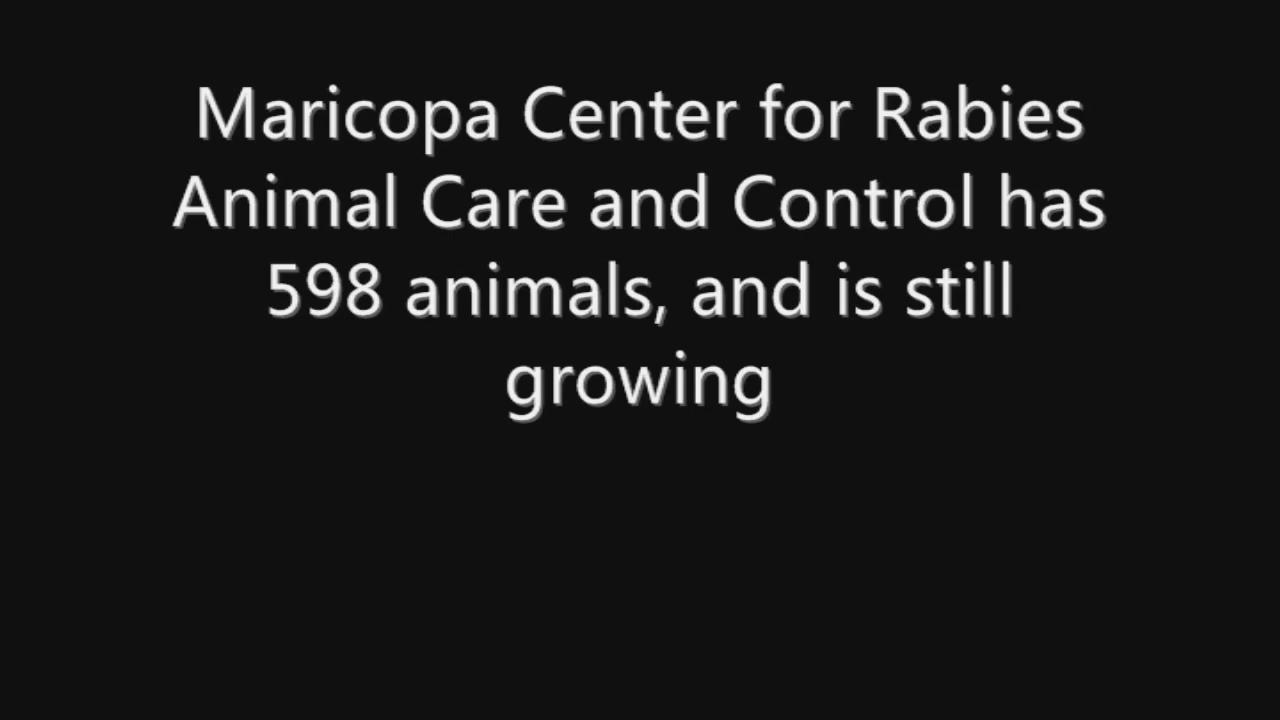 Maricopa Center for Rabies
Animal Care and Control has
598 animals, and is still
growing